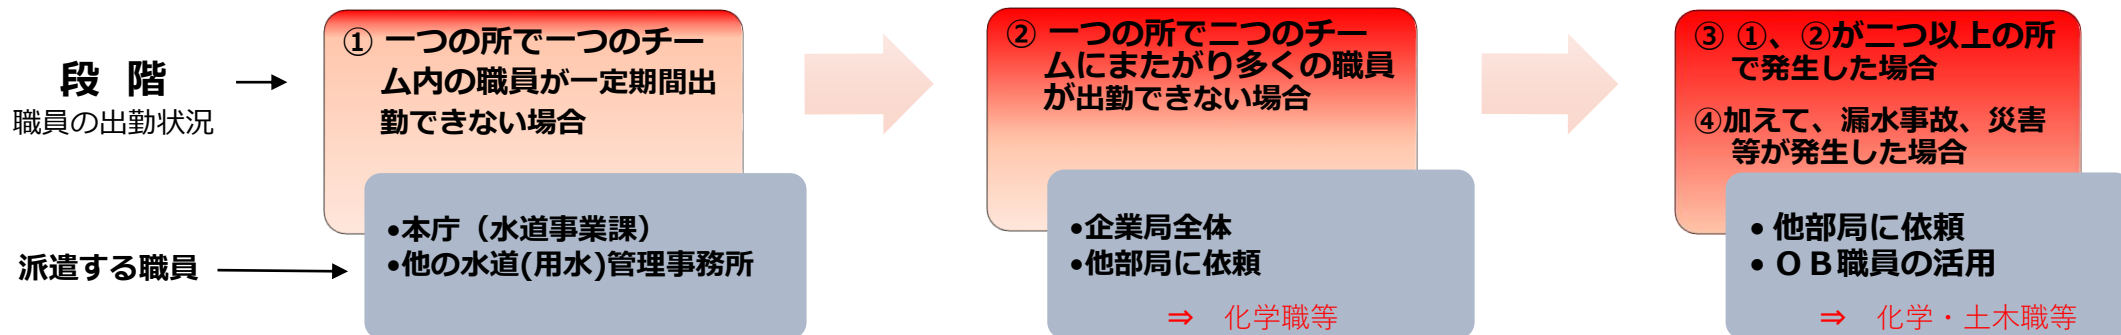 段 階
職員の出勤状況
① 一つの所で一つのチー
ム内の職員が一定期間出
勤できない場合
② 一つの所で二つのチー
ムにまたがり多くの職員
が出勤できない場合
③ ①、②が二つ以上の所
で発生した場合
④加えて、漏水事故、災害
等が発生した場合
派遣する職員
•本庁（水道事業課）
•他の水道(用水)管理事務所
•企業局全体
•他部局に依頼
⇒ 化学職等
• 他部局に依頼
• ＯＢ職員の活用
⇒ 化学・土木職等